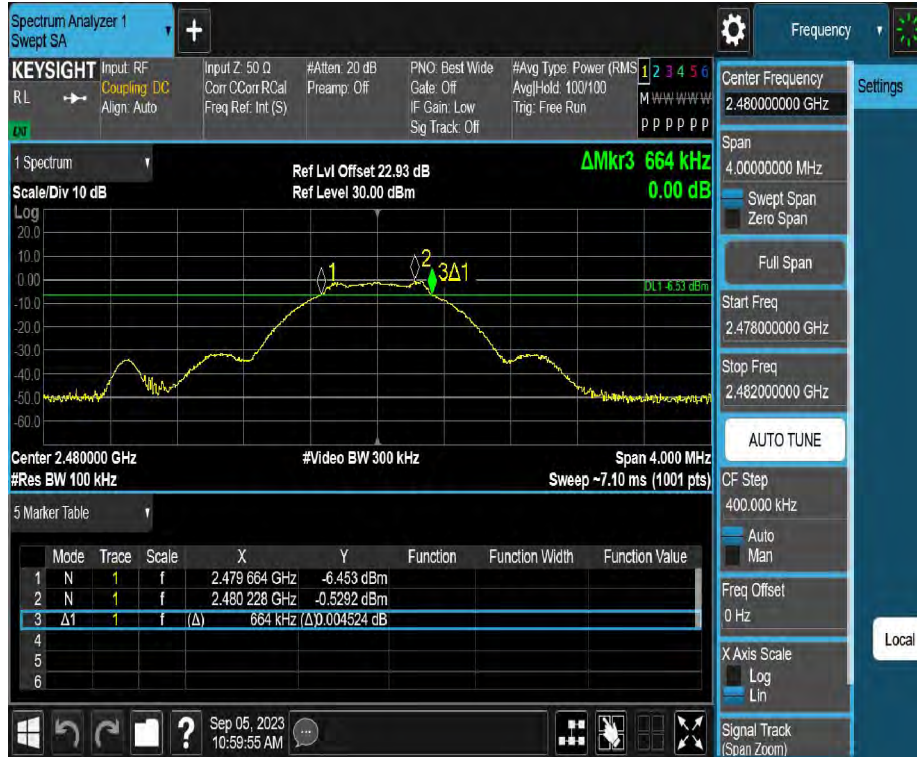 Spectrum Analyzer 1
Swept SA
+
Frequency
KEYSIGHT
RL
EXT
Input: RF
Coupling: DC
Align: Auto
Input Z: 50 Ω
Corr CCorr RCal
Freq Ref: Int (S)
#Atten: 20 dB
Preamp: Off
PNO: Best Wide
Gate: Off
IF Gain: Low
Sig Track: Off
#Avg Type: Power (RMS
Avg|Hold: 100/100
Trig: Free Run
1 2 3 4 5 6
M W W W W W
P P P P P P
Center Frequency
2.480000000 GHz
Settings
1 Spectrum
Scale/Div 10 dB
Ref Lvl Offset 22.93 dB
Ref Level 30.00 dBm
ΔMkr3 664 kHz
0.00 dB
Span
4.00000000 MHz
Swept Span
Zero Span
Full Span
Start Freq
2.478000000 GHz
Stop Freq
2.482000000 GHz
AUTO TUNE
CF Step
400.000 kHz
Auto
Man
Freq Offset
0 Hz
X Axis Scale
Log
Lin
Signal Track
(Span Zoom)
Local
Log
20.0
10.0
0.00
-10.0
-20.0
-30.0
-40.0
-50.0
-60.0
1
2
3Δ1
DL1 -6.53 dBm
Center 2.480000 GHz
#Res BW 100 kHz
#Video BW 300 kHz
Span 4.000 MHz
Sweep ~7.10 ms (1001 pts)
5 Marker Table
Mode Trace Scale X Y Function Function Width Function Value
1 N 1 f 2.479 664 GHz -6.453 dBm
2 N 1 f 2.480 228 GHz -0.5292 dBm
3 Δ1 1 f (Δ) 664 kHz (Δ)0.004524 dB
4
5
6
?
Sep 05, 2023
10:59:55 AM